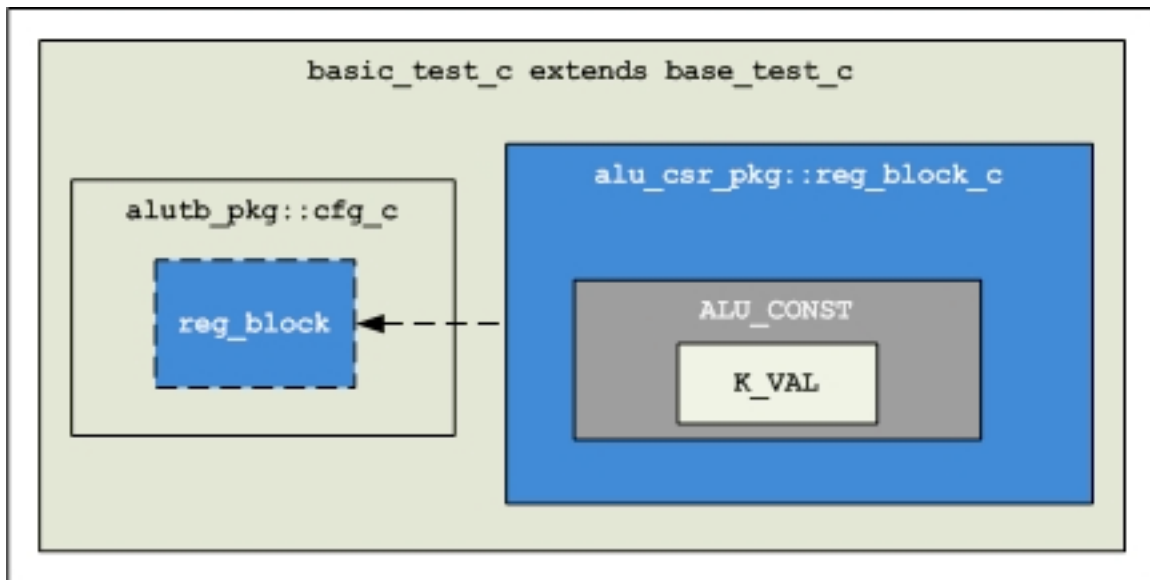 basic_test_c extends base_test_c
alu_csr_pkg::reg_block_c
alutb_pkg::cfg_c
reg_block
ALU_CONST
K_VAL